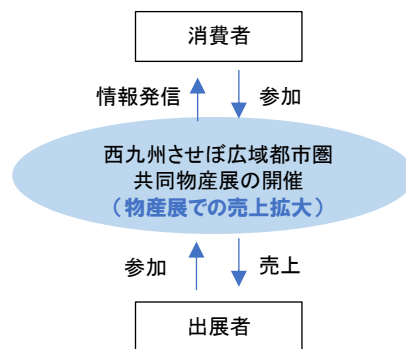 消費者
情報発信
参加
西九州させぼ広域都市圏
共同物産展の開催
（物産展での売上拡大）
参加
売上
出展者